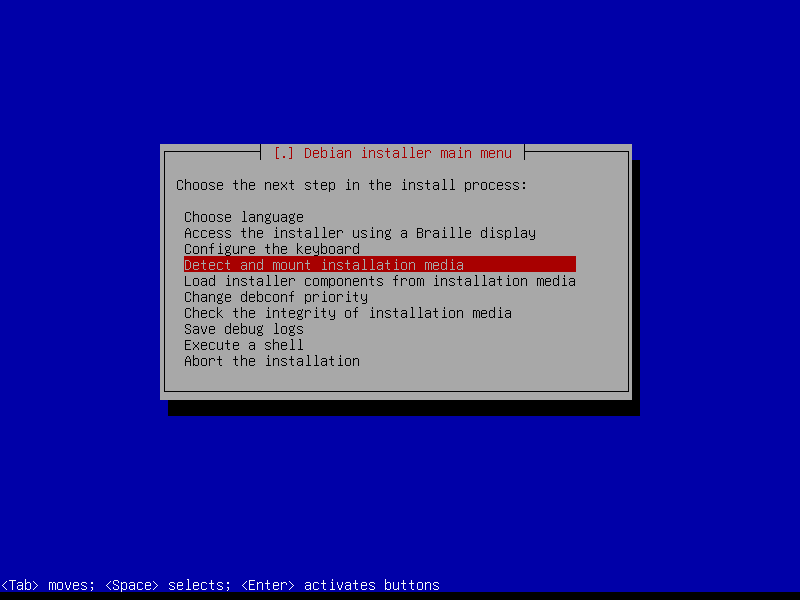 [.] Debian installer main menu
Choose the next step in the install process:
Choose language
Access the installer using a Braille display
Configure the keyboard
Detect and mount installation media
Load installer components from installation media
Change debconf priority
Check the integrity of installation media
Save debug logs
Execute a shell
Abort the installation
<Tab> moves; <Space> selects; <Enter> activates buttons